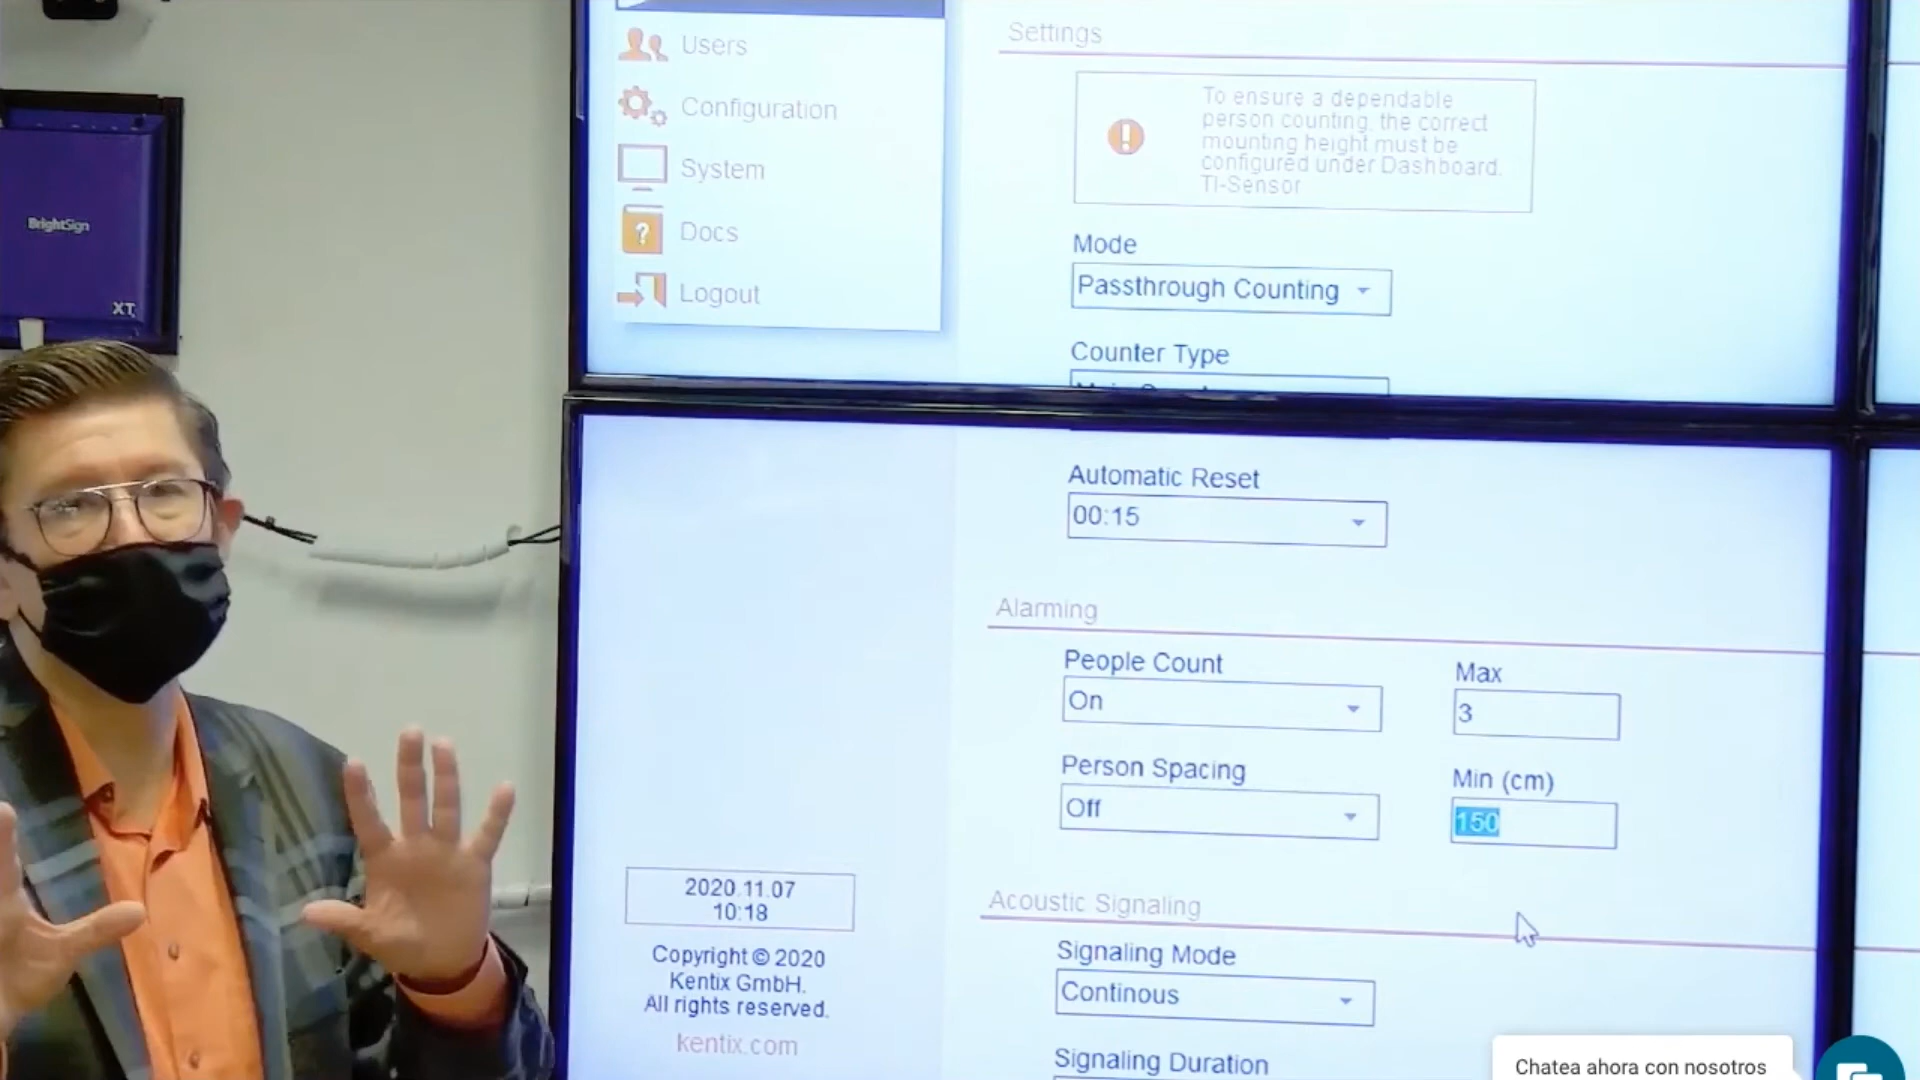 BrightSign
XT
Users
Configuration
System
Docs
Logout
Settings
To ensure a dependable
person counting, the correct
mounting height must be
configured under Dashboard.
TI-Sensor
Mode
Passthrough Counting
Counter Type
Automatic Reset
00:15
Alarming
People Count
On
Max
3
Person Spacing
Off
Min (cm)
150
Acoustic Signaling
Signaling Mode
Continous
Signaling Duration
2020.11.07
10:18
Copyright © 2020
Kentix GmbH.
All rights reserved.
kentix.com
Chatea ahora con nosotros